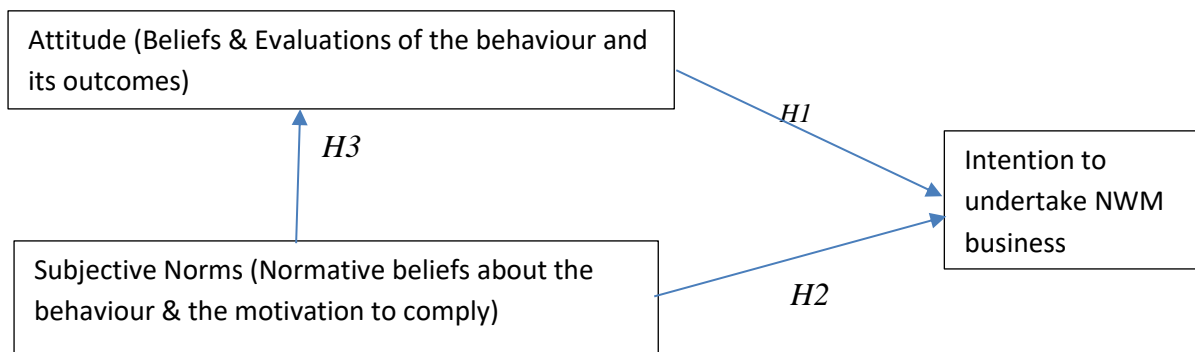 Attitude (Beliefs & Evaluations of the behaviour and
its outcomes)
H1
H3
Intention to
undertake NWM
business
Subjective Norms (Normative beliefs about the
behaviour & the motivation to comply)
H2